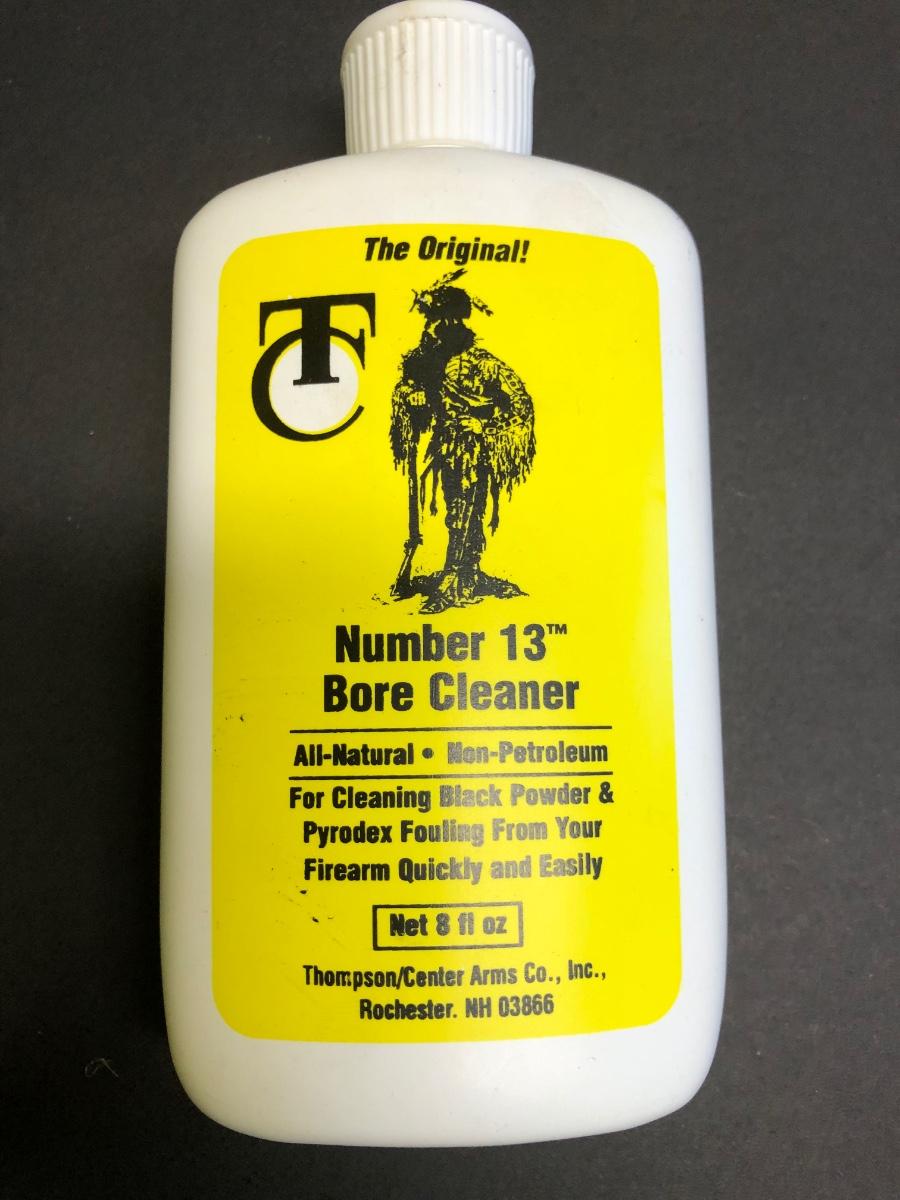 The Original!
TC
Number 13™
Bore Cleaner
All-Natural • Non-Petroleum
For Cleaning Black Powder &
Pyrodex Fouling From Your
Firearm Quickly and Easily
Net 8 fl oz
Thompson/Center Arms Co., Inc.,
Rochester. NH 03866